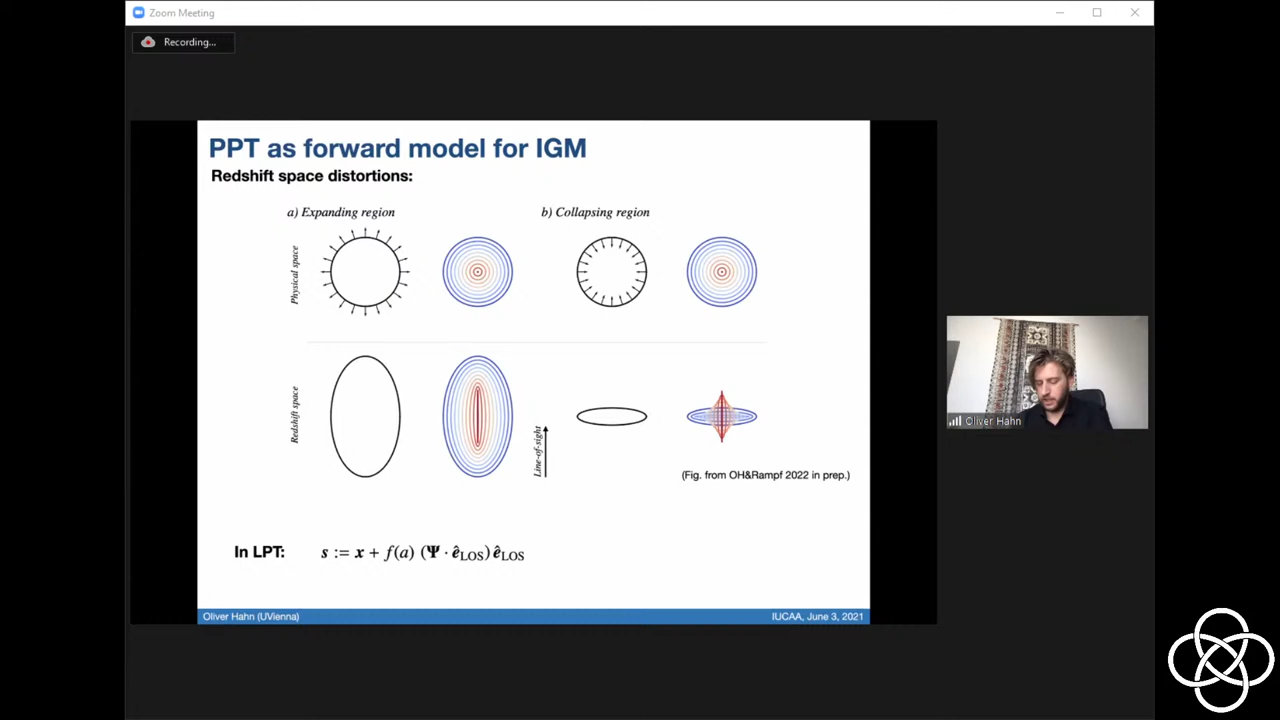 Zoom Meeting
Recording...
PPT as forward model for IGM
Redshift space distortions:
a) Expanding region
b) Collapsing region
Physical space
Redshift space
Line-of-sight
(Fig. from OH&Rampf 2022 in prep.)
In LPT: s := x + f(a) (Ψ · ê_LOS) ê_LOS
Oliver Hahn (UVienna)
IUCAA, June 3, 2021
Oliver Hahn